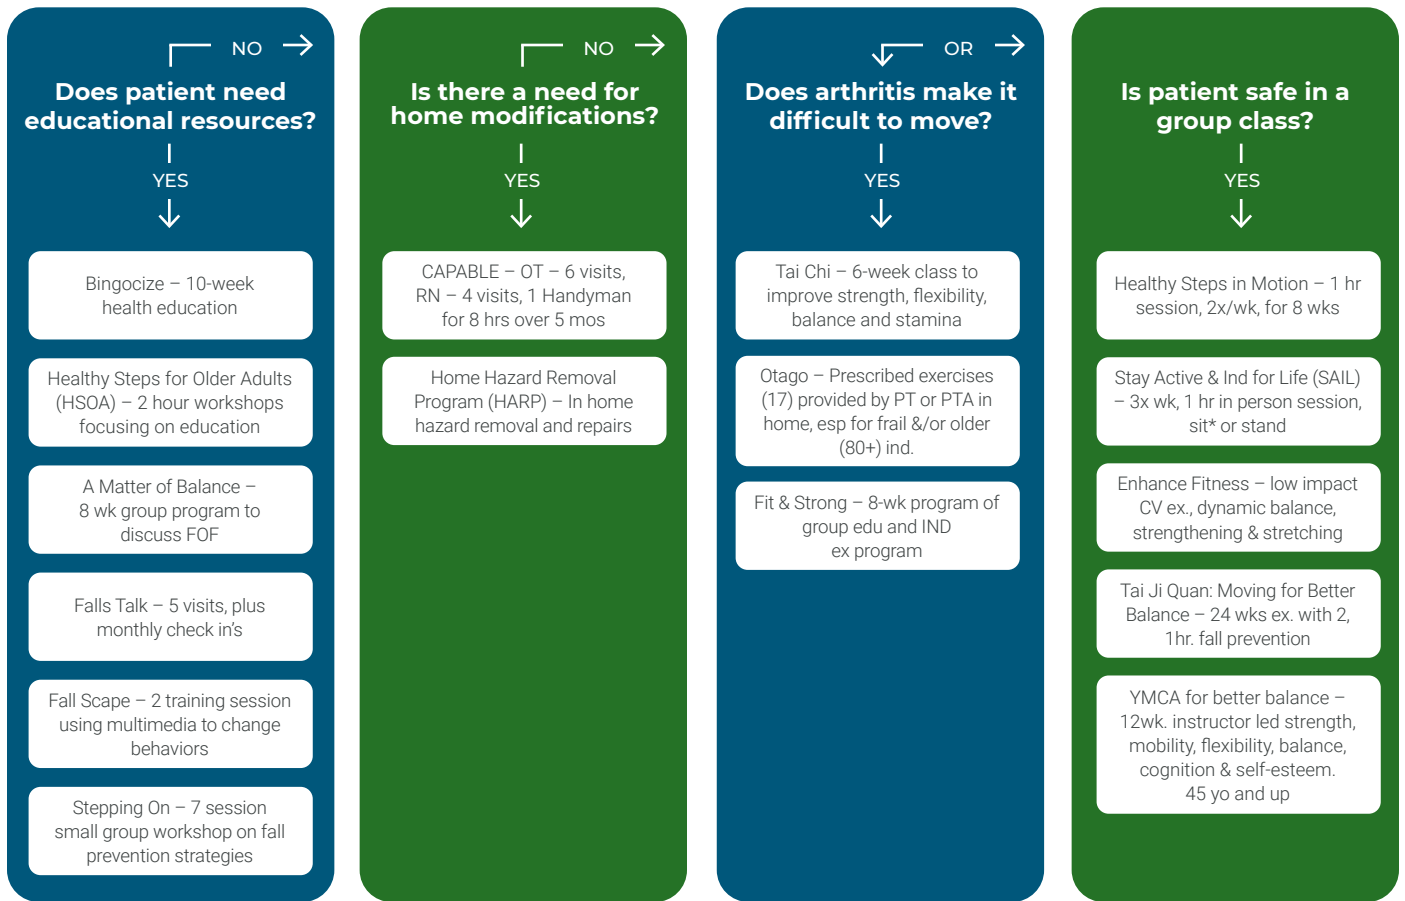 NO
Does patient need
educational resources?
YES
Bingocize – 10-week
health education
Healthy Steps for Older Adults
(HSOA) – 2 hour workshops
focusing on education
A Matter of Balance –
8 wk group program to
discuss FOF
Falls Talk – 5 visits, plus
monthly check in's
Fall Scape – 2 training session
using multimedia to change
behaviors
Stepping On – 7 session
small group workshop on fall
prevention strategies
NO
Is there a need for
home modifications?
YES
CAPABLE – OT – 6 visits,
RN – 4 visits, 1 Handyman
for 8 hrs over 5 mos
Home Hazard Removal
Program (HARP) – In home
hazard removal and repairs
OR
Does arthritis make it
difficult to move?
YES
Tai Chi – 6-week class to
improve strength, flexibility,
balance and stamina
Otago – Prescribed exercises
(17) provided by PT or PTA in
home, esp for frail &/or older
(80+) ind.
Fit & Strong – 8-wk program of
group edu and IND
ex program
Is patient safe in a
group class?
YES
Healthy Steps in Motion – 1 hr
session, 2x/wk, for 8 wks
Stay Active & Ind for Life (SAIL)
– 3x wk, 1 hr in person session,
sit* or stand
Enhance Fitness – low impact
CV ex., dynamic balance,
strengthening & stretching
Tai Ji Quan: Moving for Better
Balance – 24 wks ex. with 2,
1hr. fall prevention
YMCA for better balance –
12wk. instructor led strength,
mobility, flexibility, balance,
cognition & self-esteem.
45 yo and up